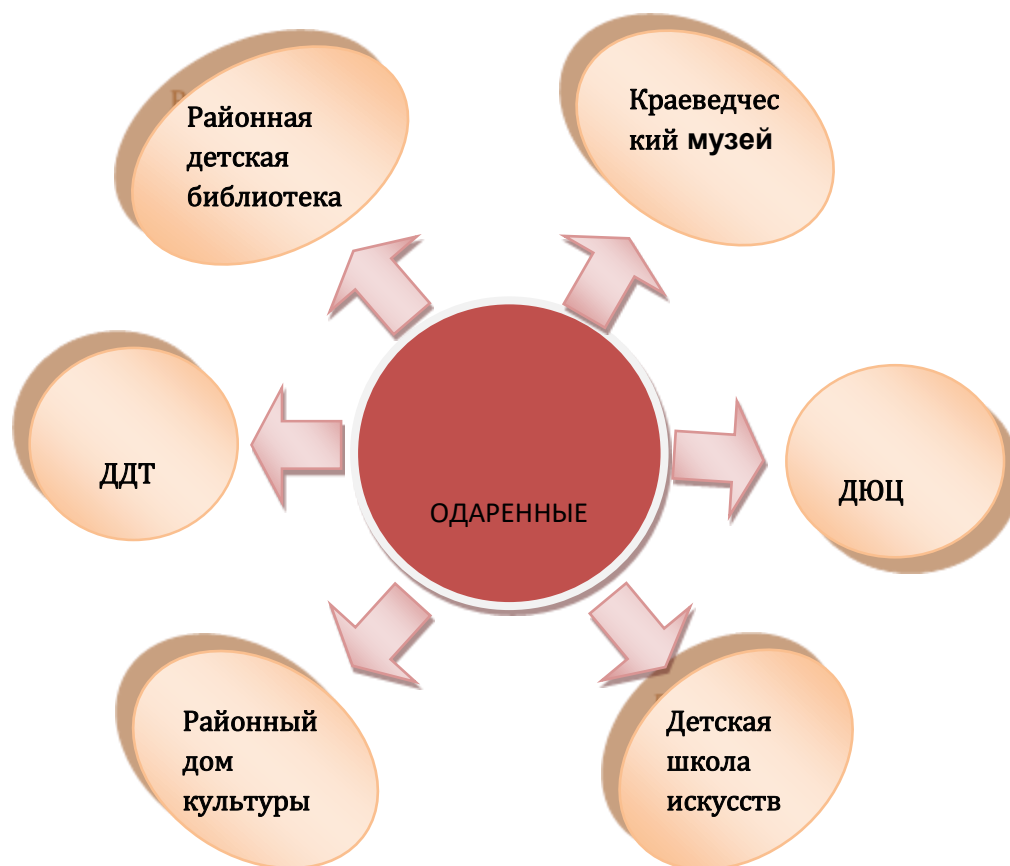 Районная
детская
библиотека
Краеведчес
кий музей
ДДТ
ОДАРЕННЫЕ
ДЮЦ
Районный
дом
культуры
Детская
школа
искусств